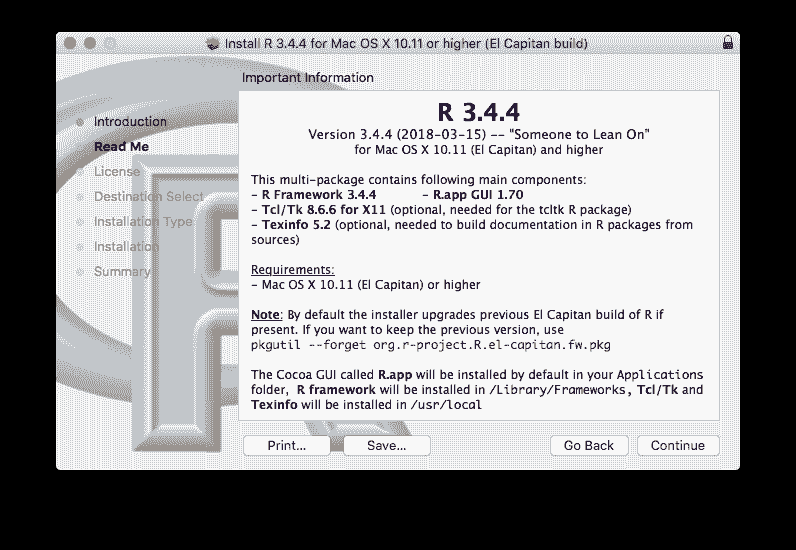 Install R 3.4.4 for Mac OS X 10.11 or higher (El Capitan build)
Important Information
Introduction
Read Me
License
Destination Select
Installation Type
Installation
Summary
R 3.4.4
Version 3.4.4 (2018-03-15) -- “Someone to Lean On”
for Mac OS X 10.11 (El Capitan) and higher
This multi-package contains following main components:
- R Framework 3.4.4 - R.app GUI 1.70
- Tcl/Tk 8.6.6 for X11 (optional, needed for the tcltk R package)
- Texinfo 5.2 (optional, needed to build documentation in R packages from
sources)
Requirements:
- Mac OS X 10.11 (El Capitan) or higher
Note: By default the installer upgrades previous El Capitan build of R if
present. If you want to keep the previous version, use
pkgutil --forget org.r-project.R.el-capitan.fw.pkg
The Cocoa GUI called R.app will be installed by default in your Applications
folder, R framework will be installed in /Library/Frameworks, Tcl/Tk and
Texinfo will be installed in /usr/local
Print... Save... Go Back Continue